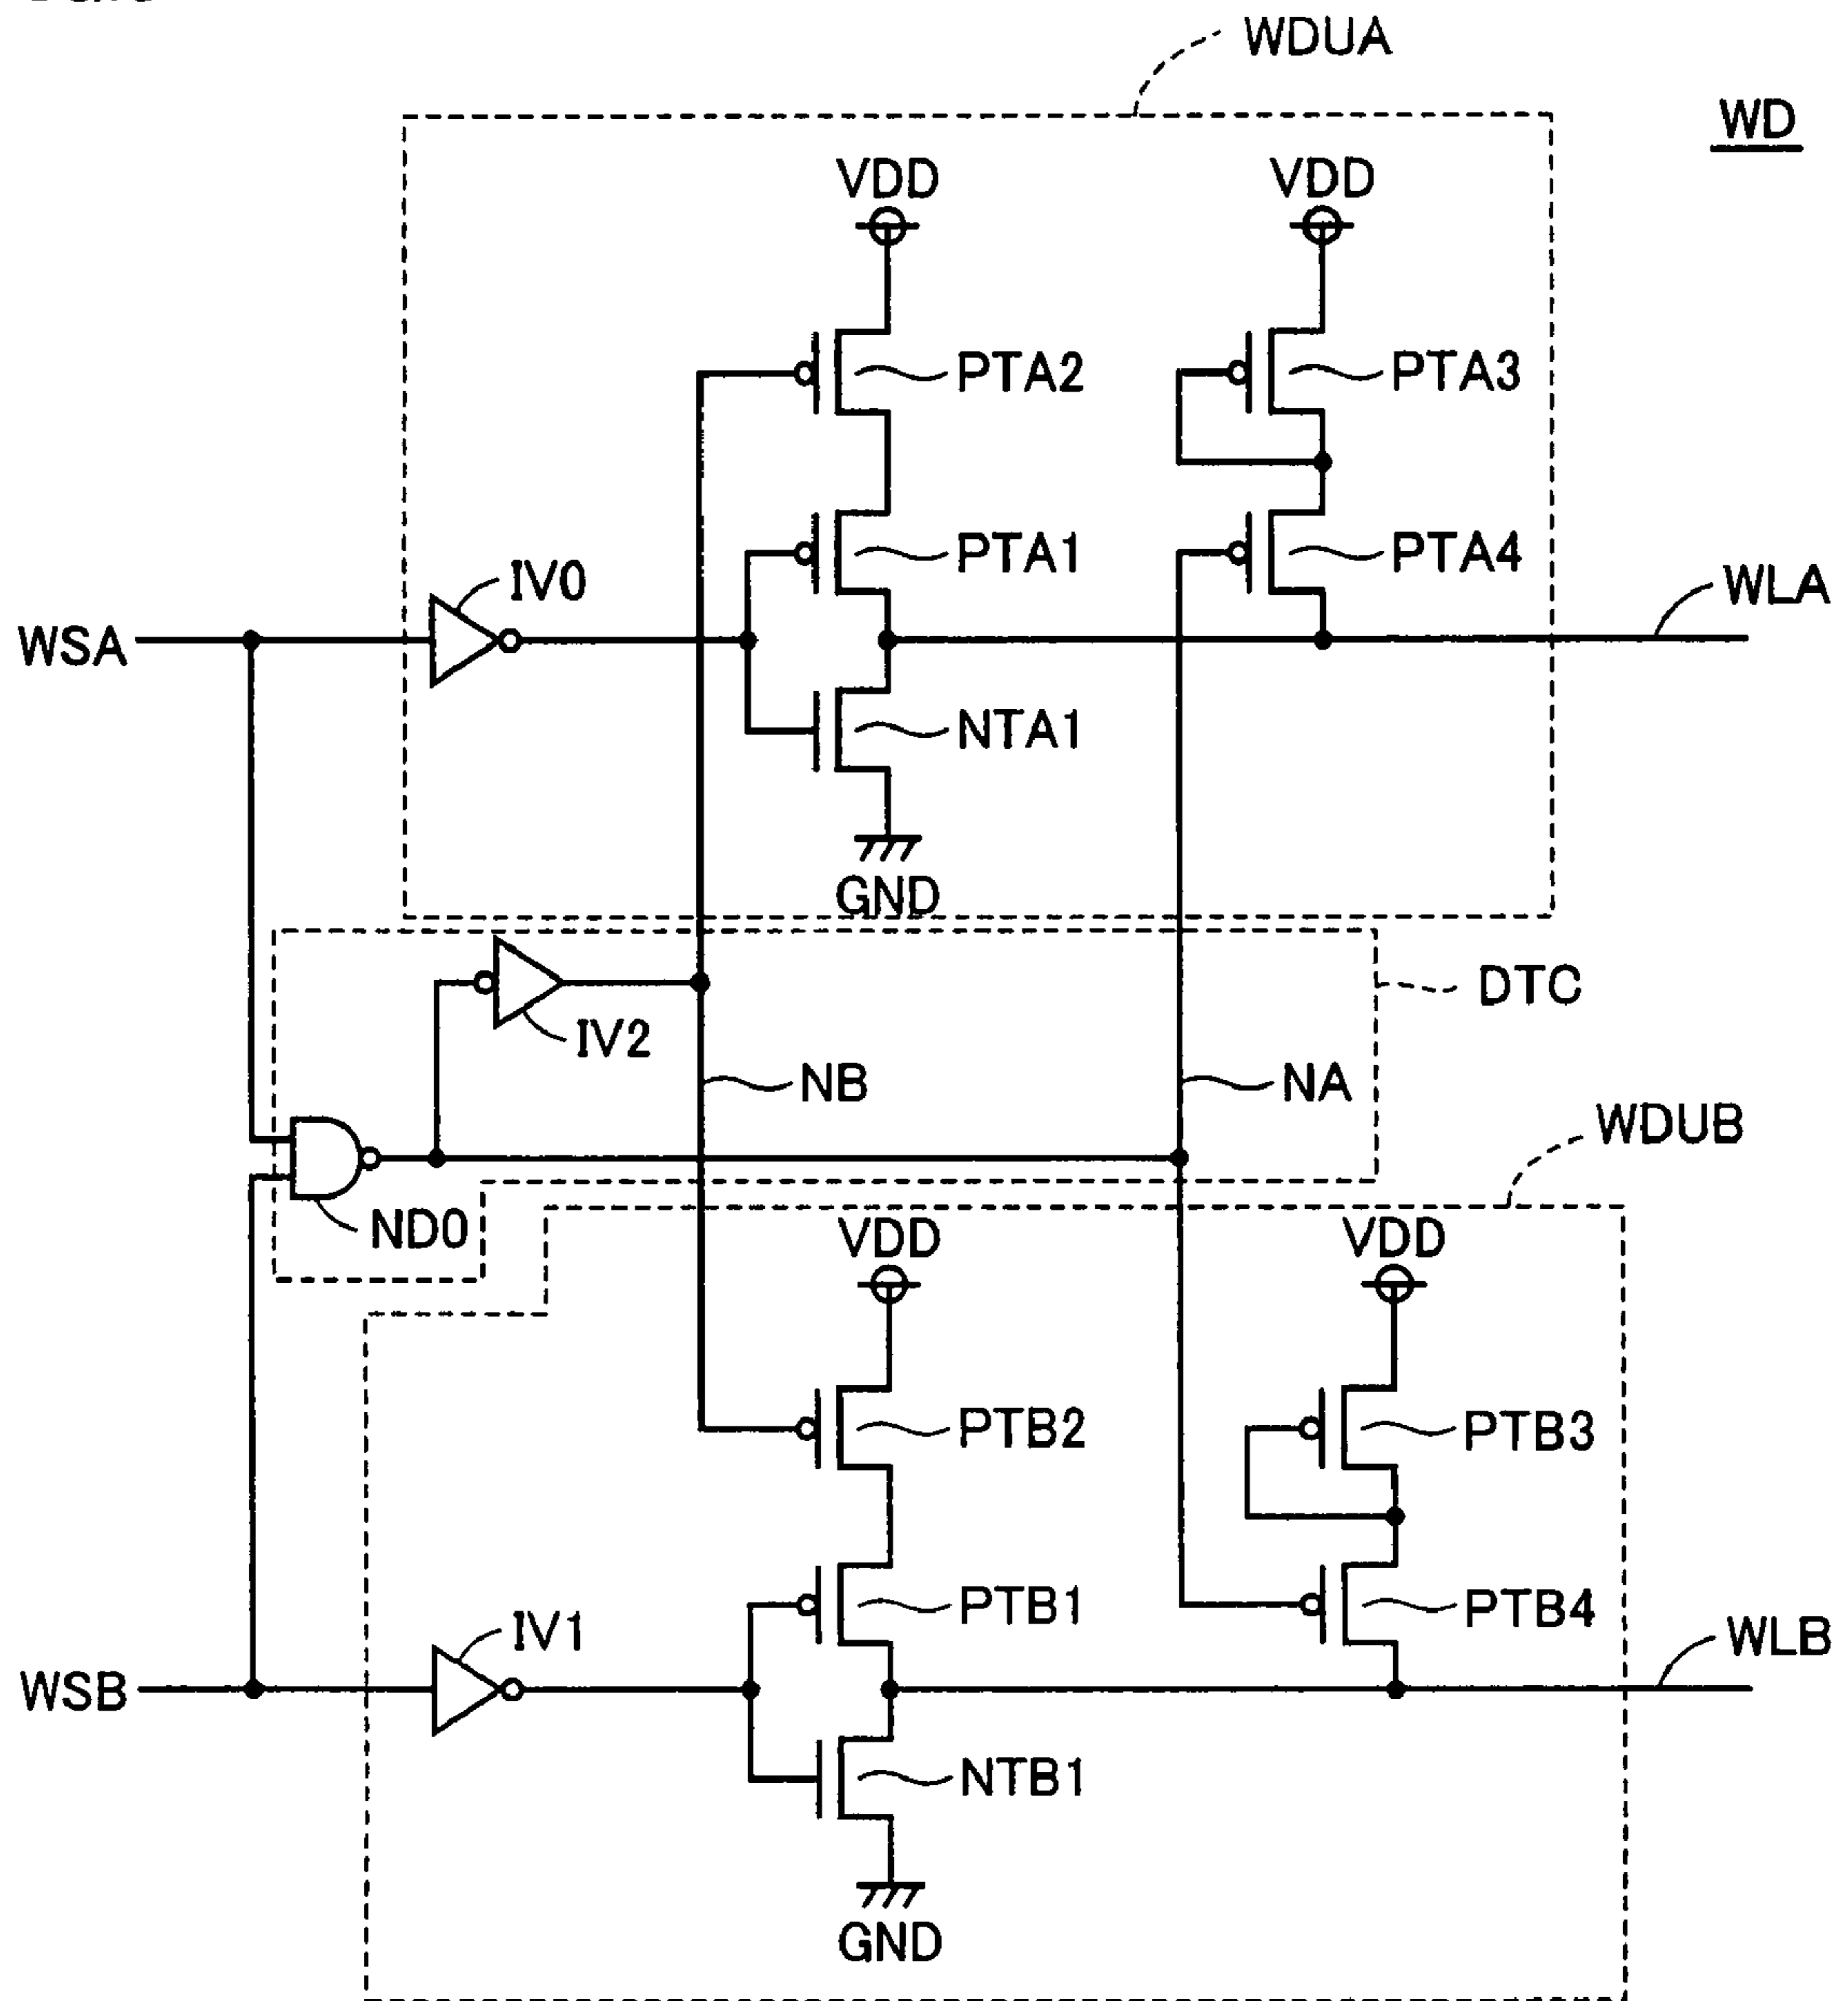 WDUA
WD
VDD VDD
PTA2 PTA3
PTA1 PTA4
IV0
WLA
WSA
NTA1
GND
DTC
IV2
NB NA
WDUB
ND0
VDD VDD
PTB2 PTB3
PTB1 PTB4
IV1
WLB
WSB
NTB1
GND